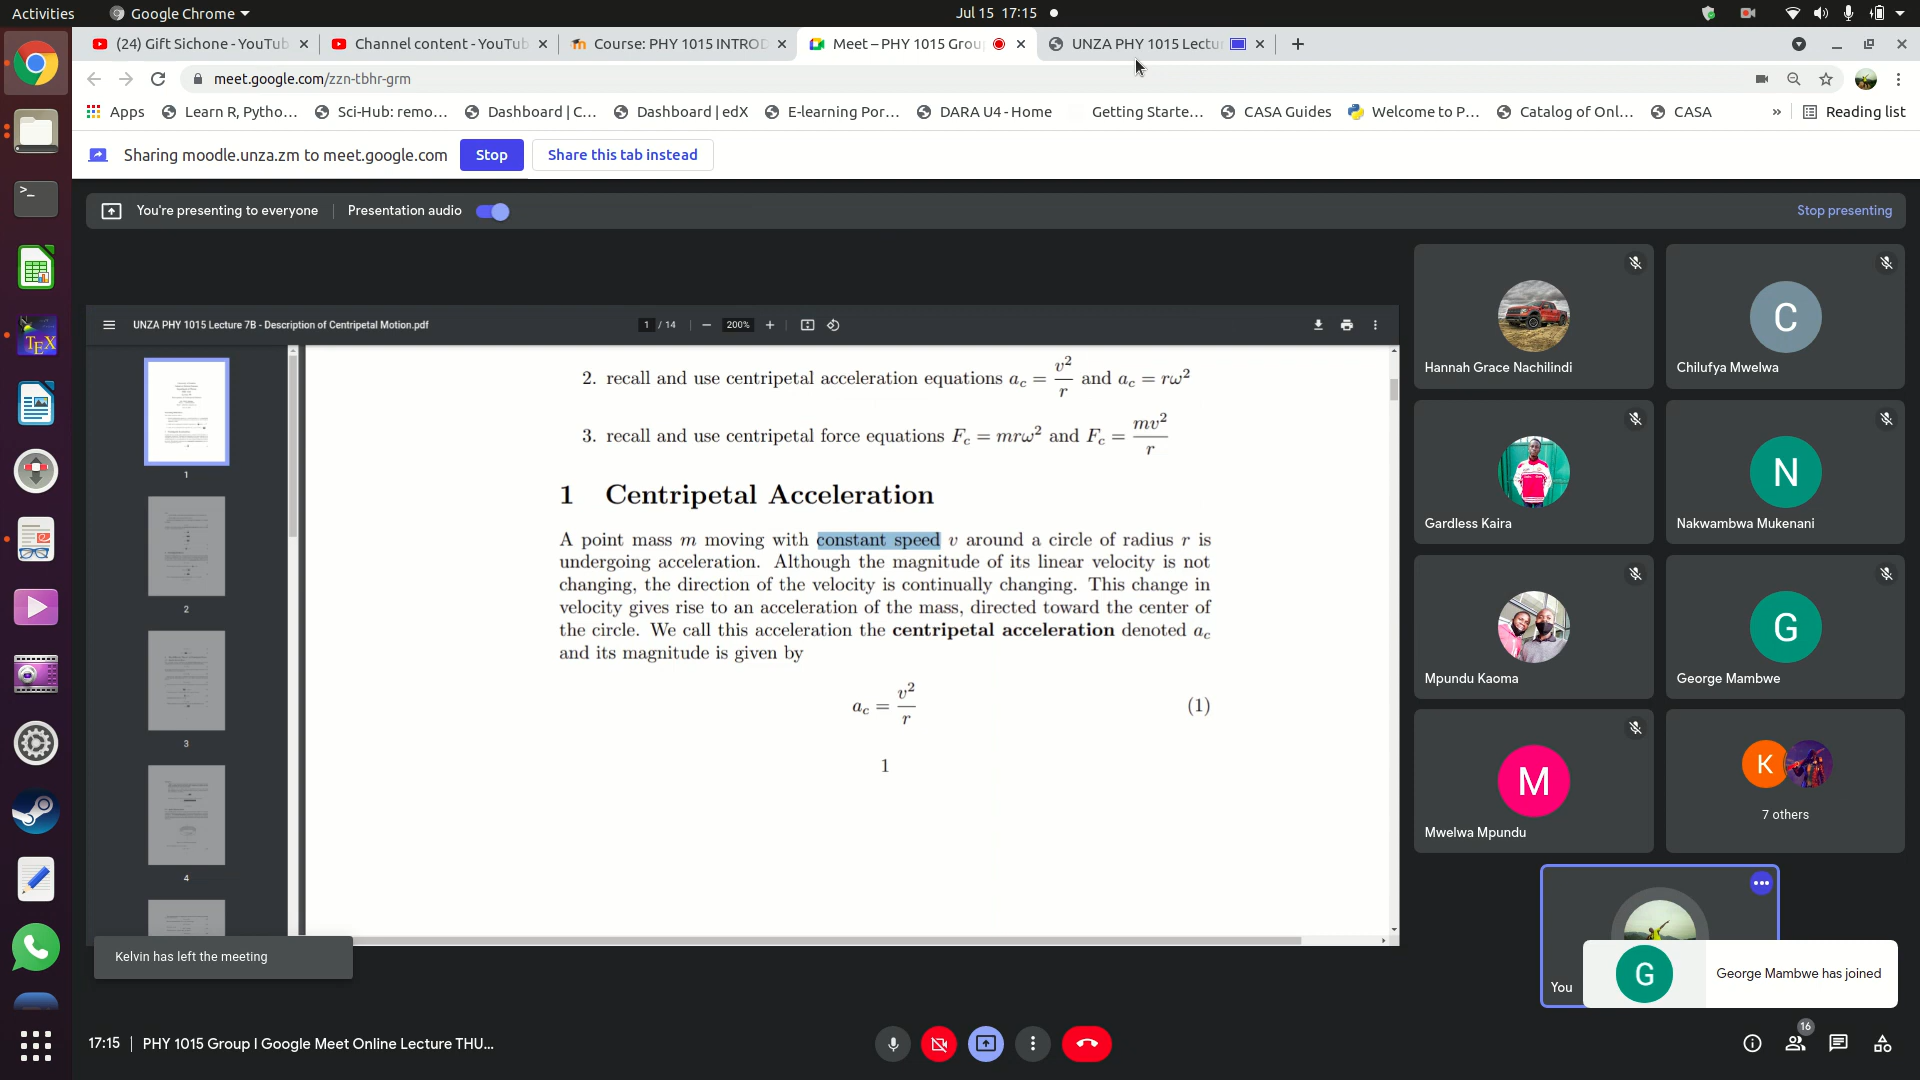 Activities
Google Chrome
Jul 15 17:15
(24) Gift Sichone - YouTub
Channel content - YouTub
Course: PHY 1015 INTROD
Meet – PHY 1015 Grou
UNZA PHY 1015 Lectur
meet.google.com/zzn-tbhr-grm
Apps
Learn R, Pytho...
Sci-Hub: remo...
Dashboard | C...
Dashboard | edX
E-learning Por...
DARA U4 - Home
Getting Starte...
CASA Guides
Welcome to P...
Catalog of Onl...
CASA
»
Reading list
Sharing moodle.unza.zm to meet.google.com
Stop
Share this tab instead
You're presenting to everyone
Presentation audio
Stop presenting
UNZA PHY 1015 Lecture 7B - Description of Centripetal Motion.pdf
1 / 14
200%
1
2
3
4
2. recall and use centripetal acceleration equations a_c = v²/r and a_c = rω²
3. recall and use centripetal force equations F_c = mrω² and F_c = mv²/r
1 Centripetal Acceleration
A point mass m moving with constant speed v around a circle of radius r is
undergoing acceleration. Although the magnitude of its linear velocity is not
changing, the direction of the velocity is continually changing. This change in
velocity gives rise to an acceleration of the mass, directed toward the center of
the circle. We call this acceleration the centripetal acceleration denoted a_c
and its magnitude is given by
a_c = v²/r (1)
1
Hannah Grace Nachilindi
C
Chilufya Mwelwa
Gardless Kaira
N
Nakwambwa Mukenani
Mpundu Kaoma
G
George Mambwe
M
Mwelwa Mpundu
K
7 others
You
G
George Mambwe has joined
Kelvin has left the meeting
17:15 | PHY 1015 Group I Google Meet Online Lecture THU...
16
>_
TEX